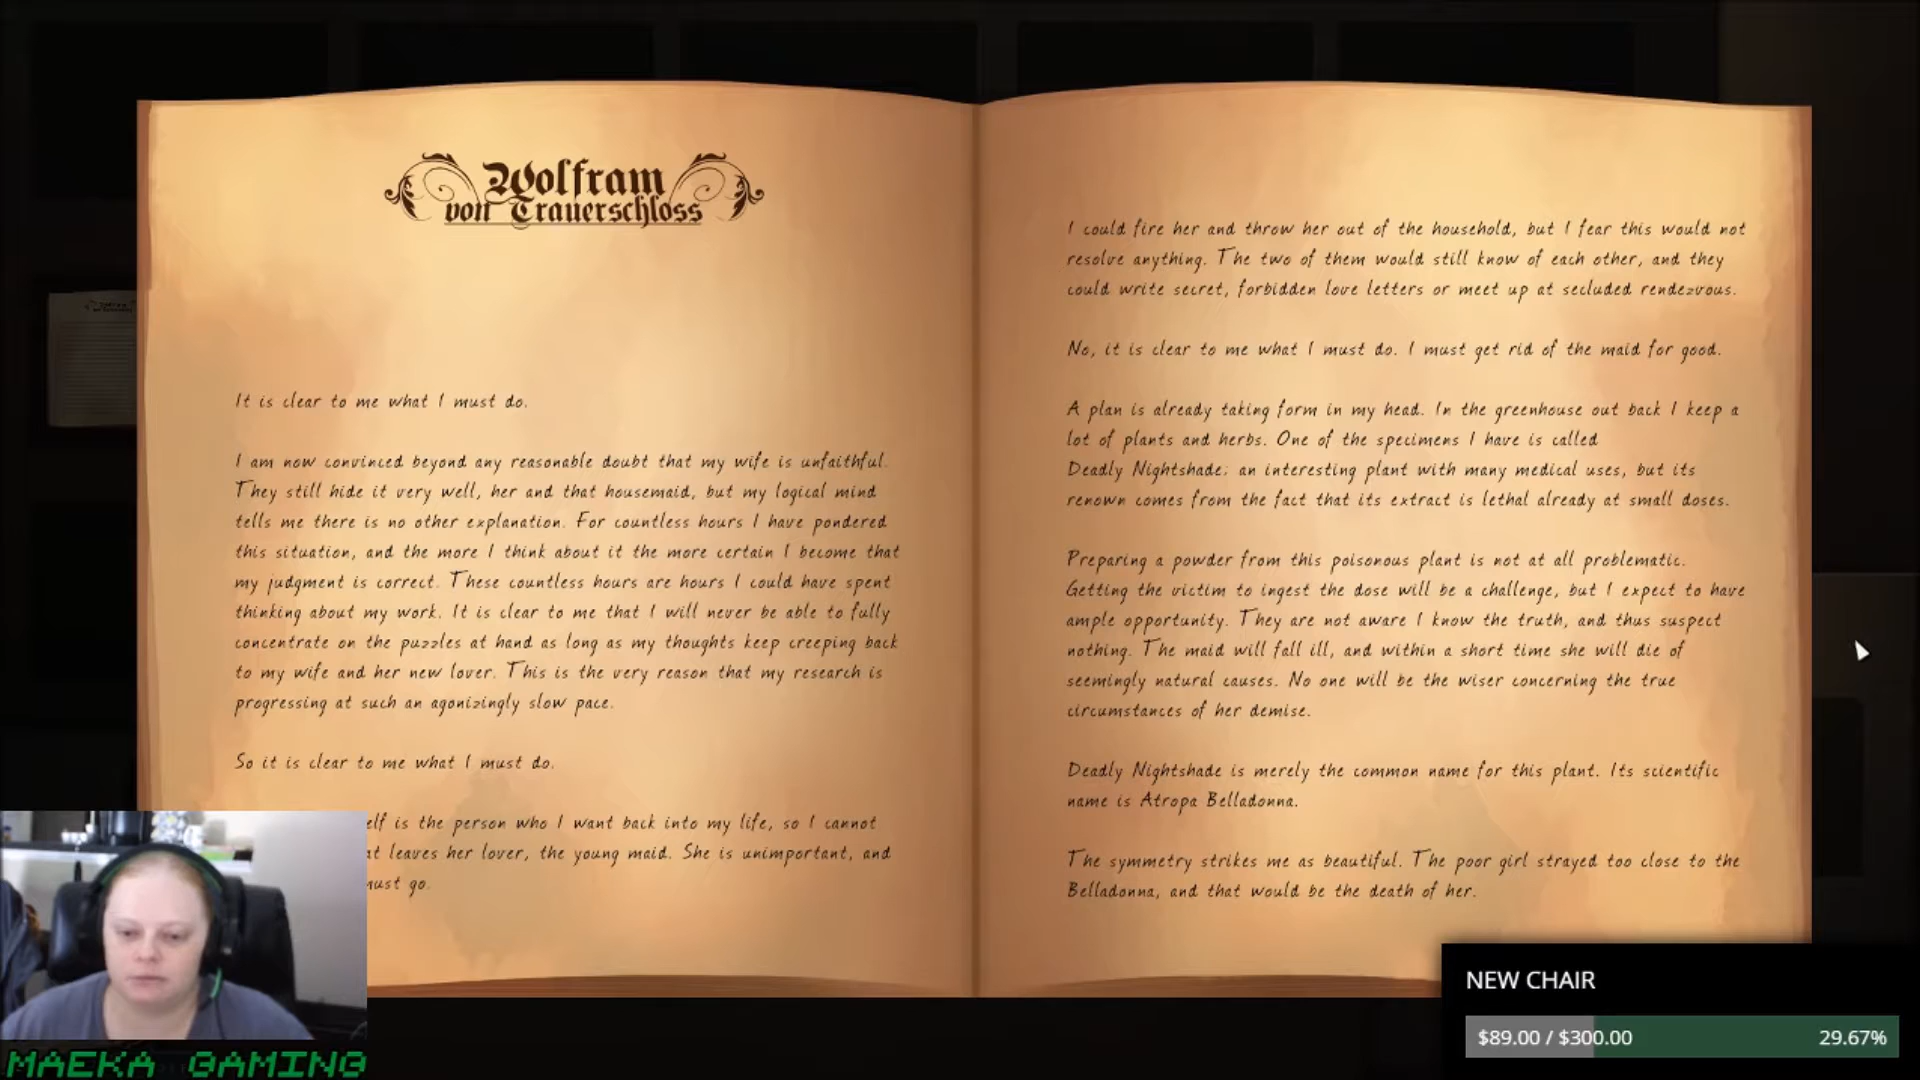 Wolfram
von Trauerschloss
It is clear to me what I must do.
I am now convinced beyond any reasonable doubt that my wife is unfaithful.
They still hide it very well, her and that housemaid, but my logical mind
tells me there is no other explanation. For countless hours I have pondered
this situation, and the more I think about it the more certain I become that
my judgment is correct. These countless hours are hours I could have spent
thinking about my work. It is clear to me that I will never be able to fully
concentrate on the puzzles at hand as long as my thoughts keep creeping back
to my wife and her new lover. This is the very reason that my research is
progressing at such an agonizingly slow pace.
So it is clear to me what I must do.
elf is the person who I want back into my life, so I cannot
at leaves her lover, the young maid. She is unimportant, and
must go.
I could fire her and throw her out of the household, but I fear this would not
resolve anything. The two of them would still know of each other, and they
could write secret, forbidden love letters or meet up at secluded rendezvous.
No, it is clear to me what I must do. I must get rid of the maid for good.
A plan is already taking form in my head. In the greenhouse out back I keep a
lot of plants and herbs. One of the specimens I have is called
Deadly Nightshade; an interesting plant with many medical uses, but its
renown comes from the fact that its extract is lethal already at small doses.
Preparing a powder from this poisonous plant is not at all problematic.
Getting the victim to ingest the dose will be a challenge, but I expect to have
ample opportunity. They are not aware I know the truth, and thus suspect
nothing. The maid will fall ill, and within a short time she will die of
seemingly natural causes. No one will be the wiser concerning the true
circumstances of her demise.
Deadly Nightshade is merely the common name for this plant. Its scientific
name is Atropa Belladonna.
The symmetry strikes me as beautiful. The poor girl strayed too close to the
Belladonna, and that would be the death of her.
MAEKA GAMING
NEW CHAIR
$89.00 / $300.00 29.67%